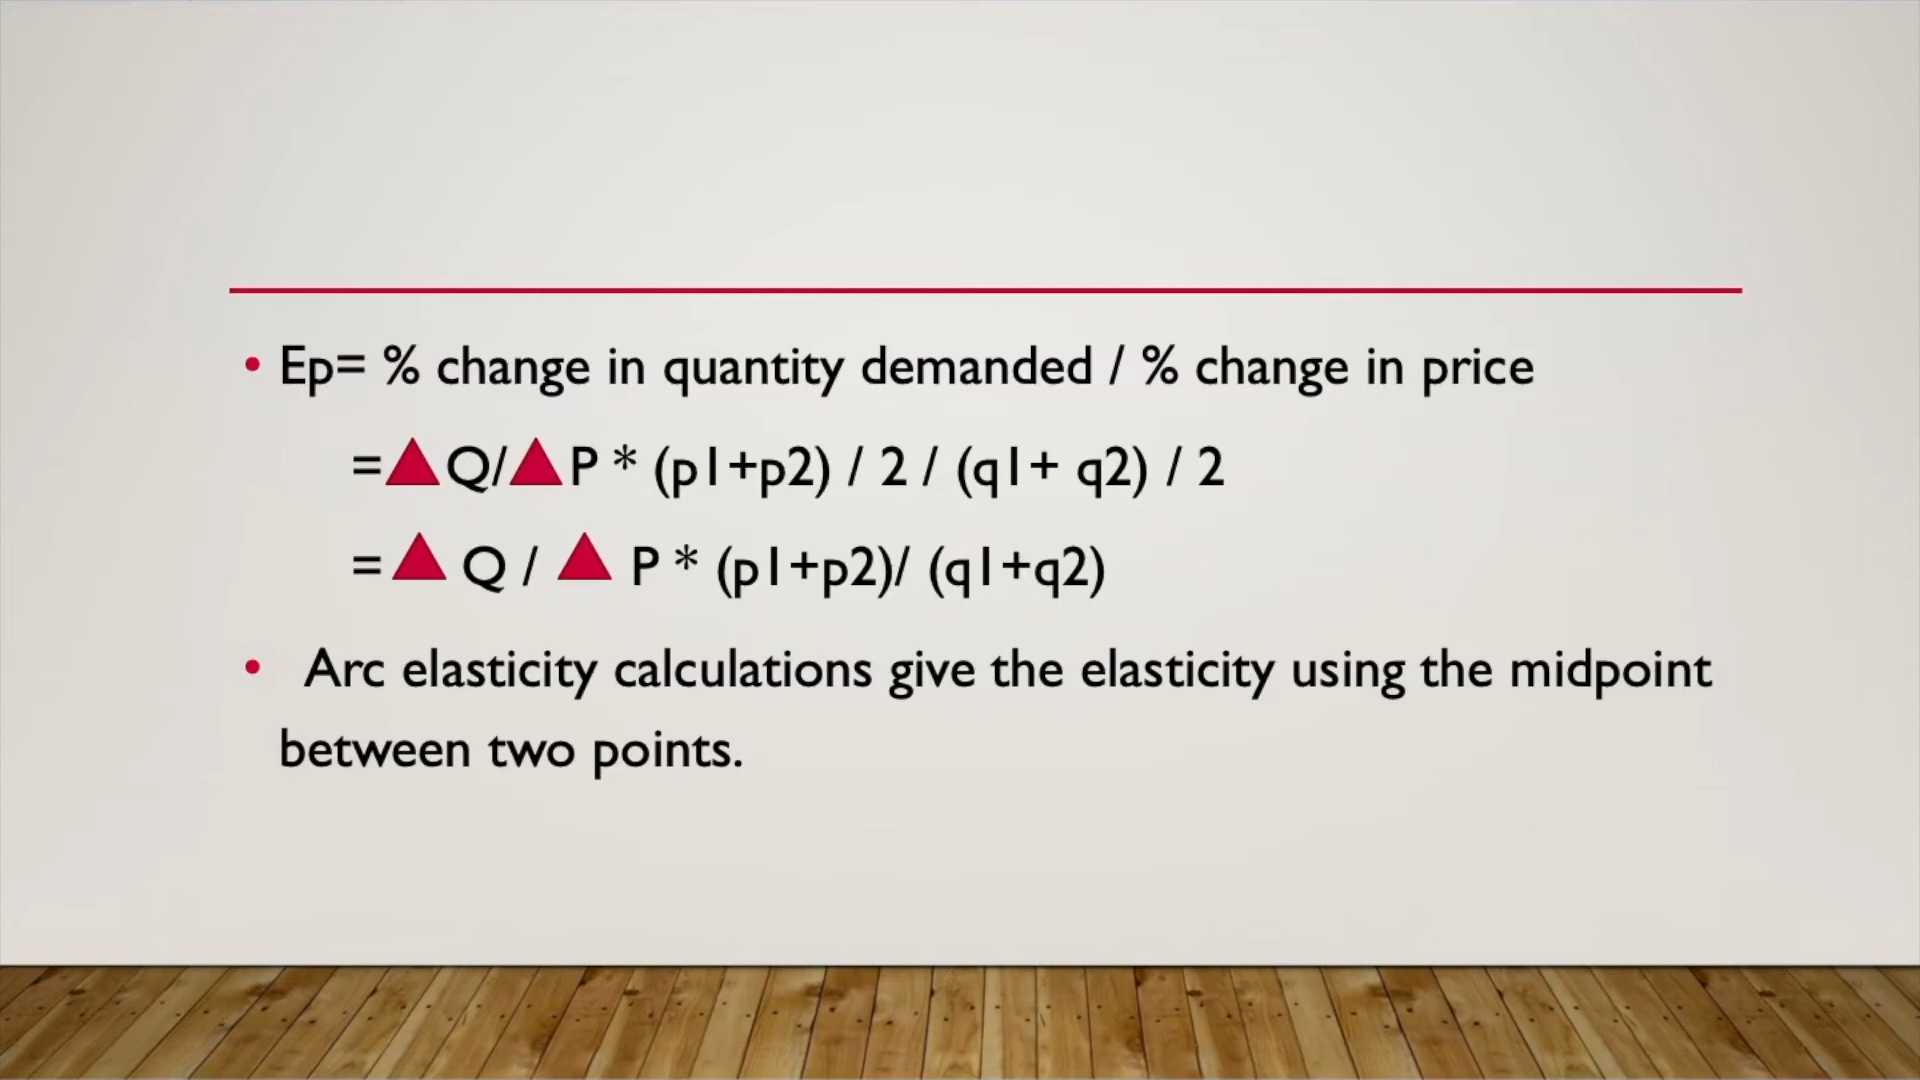 • Ep= % change in quantity demanded / % change in price
=▲Q/▲P * (p1+p2) / 2 / (q1+ q2) / 2
=▲ Q / ▲ P * (p1+p2)/ (q1+q2)
• Arc elasticity calculations give the elasticity using the midpoint
between two points.